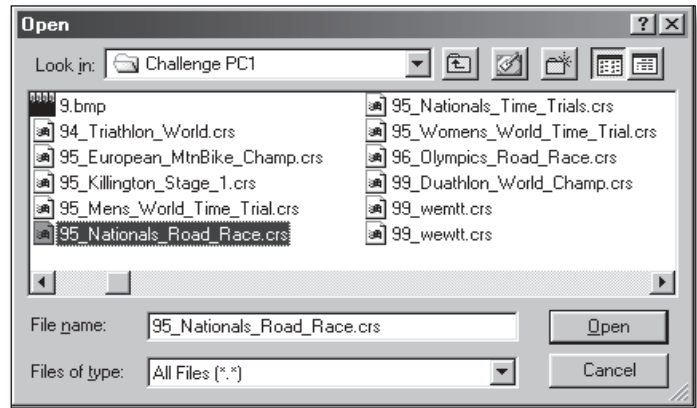 Open
Look in: Challenge PC1
9.bmp
94_Triathlon_World.crs
95_European_MtnBike_Champ.crs
95_Killington_Stage_1.crs
95_Mens_World_Time_Trial.crs
95_Nationals_Road_Race.crs
95_Nationals_Time_Trials.crs
95_Womens_World_Time_Trial.crs
96_Olympics_Road_Race.crs
99_Duathlon_World_Champ.crs
99_wemtt.crs
99_wewtt.crs
File name: 95_Nationals_Road_Race.crs Open
Files of type: All Files (*.*) Cancel